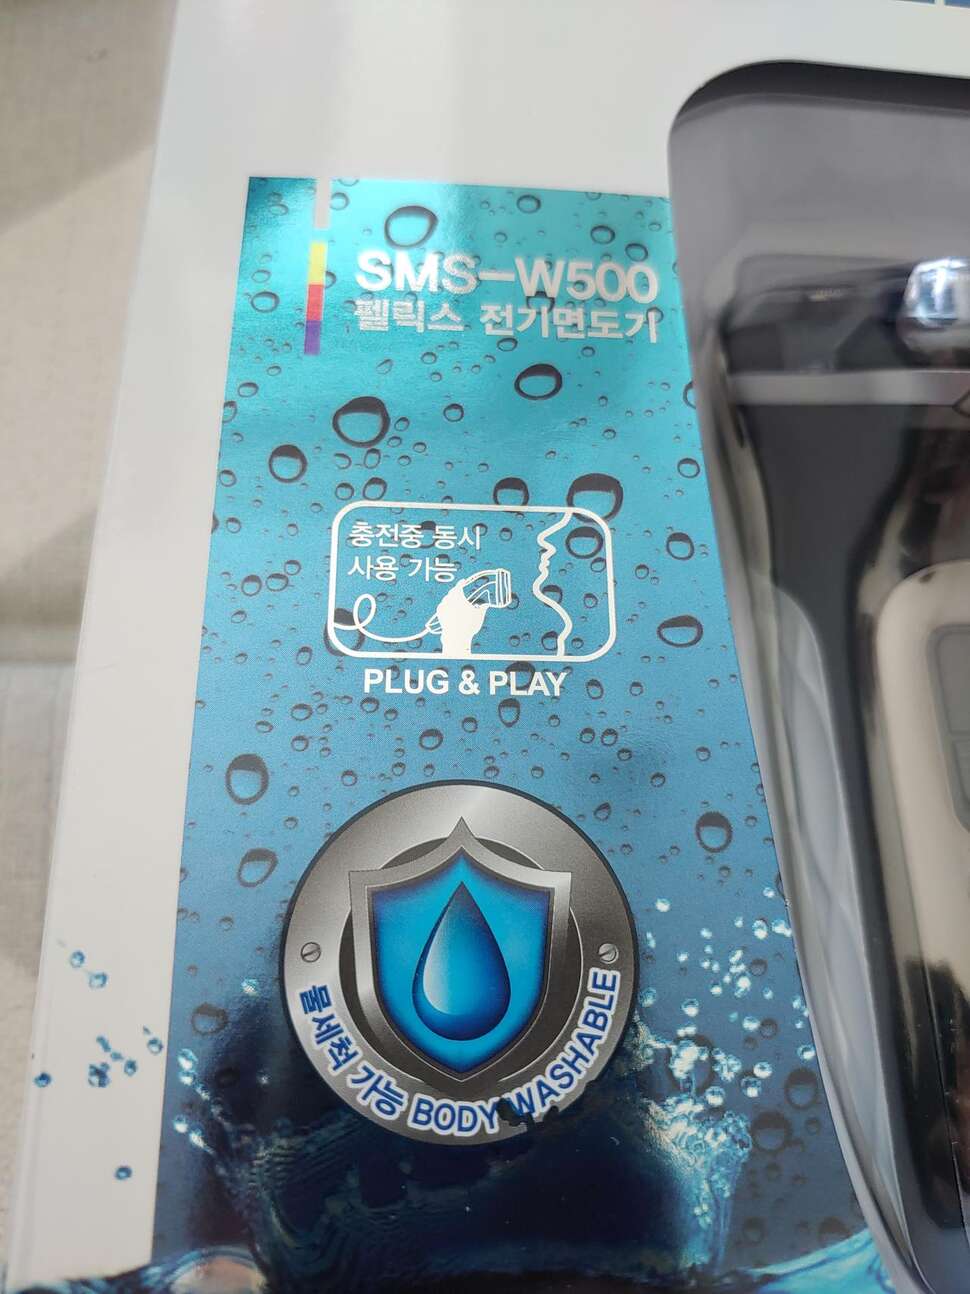 SMS-W500
펠릭스 전기면도기
충전중 동시
사용 가능
PLUG & PLAY
물세척 가능 BODY WASHABLE